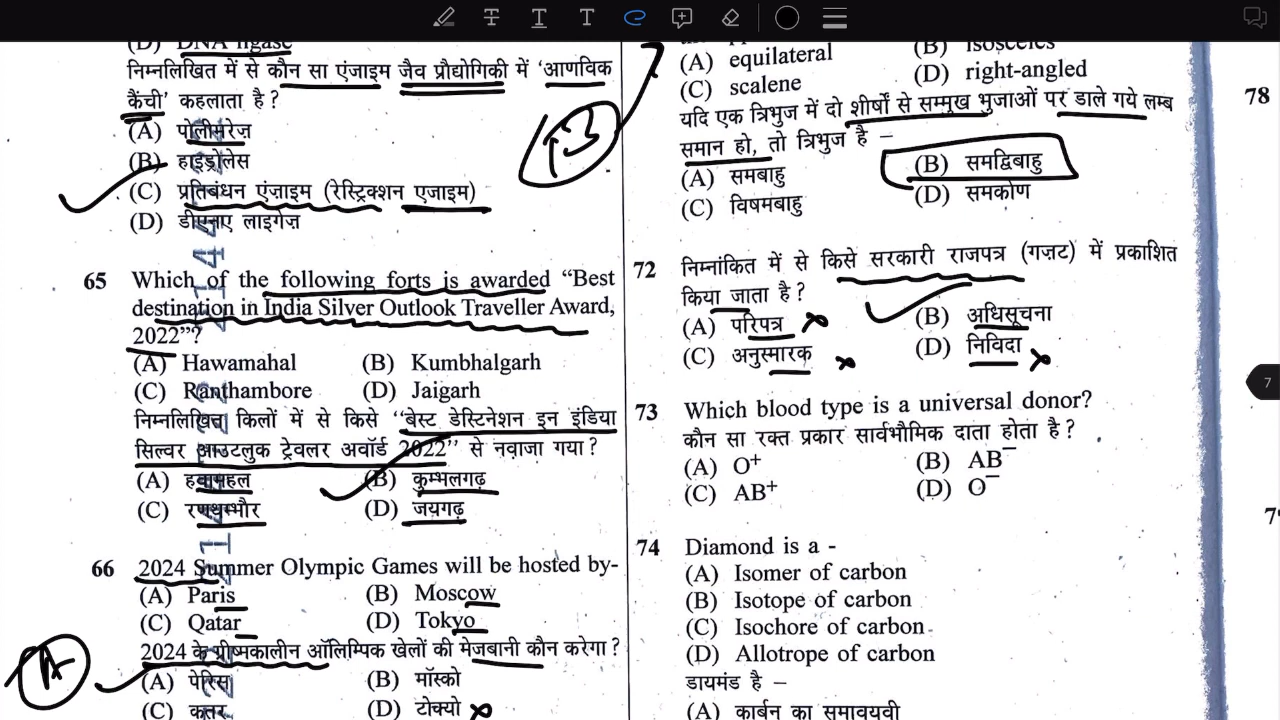 (D) DNA ligase
निम्नलिखित में से कौन सा एंजाइम जैव प्रौद्योगिकी में ‘आणविक
कैंची’ कहलाता है ?
(A) पोलीमरेज़
(B) हाइड्रोलेस
(C) प्रतिबंधन एंज़ाइम (रेस्ट्रिक्शन एजाइम)
(D) डीएनए लाइगेज़
65 Which of the following forts is awarded “Best
destination in India Silver Outlook Traveller Award,
2022”?
(A) Hawamahal (B) Kumbhalgarh
(C) Ranthambore (D) Jaigarh
निम्नलिखित किलों में से किसे “बेस्ट डेस्टिनेशन इन इंडिया
सिल्वर आउटलुक ट्रेवलर अवॉर्ड 2022” से नवाजा गया ?
(A) हवामहल (B) कुम्भलगढ़
(C) रणथम्भौर (D) जयगढ़
66 2024 Summer Olympic Games will be hosted by-
(A) Paris (B) Moscow
(C) Qatar (D) Tokyo
2024 के ग्रीष्मकालीन ऑलिम्पिक खेलों की मेजबानी कौन करेगा ?
(A) पेरिस (B) मॉस्को
(C) कतर (D) टोक्यो
A
(A) equilateral (B) isosceles
(C) scalene (D) right-angled
यदि एक त्रिभुज में दो शीर्षों से सम्मुख भुजाओं पर डाले गये लम्ब
समान हो, तो त्रिभुज है –
(A) समबाहु (B) समद्विबाहु
(C) विषमबाहु (D) समकोण
72 निम्नांकित में से किसे सरकारी राजपत्र (गज़ट) में प्रकाशित
किया जाता है ?
(A) परिपत्र (B) अधिसूचना
(C) अनुस्मारक (D) निविदा
73 Which blood type is a universal donor?
कौन सा रक्त प्रकार सार्वभौमिक दाता होता है ?
(A) O⁺ (B) AB⁻
(C) AB⁺ (D) O⁻
74 Diamond is a -
(A) Isomer of carbon
(B) Isotope of carbon
(C) Isochore of carbon
(D) Allotrope of carbon
डायमंड है –
(A) कार्बन का समावयवी
78
7